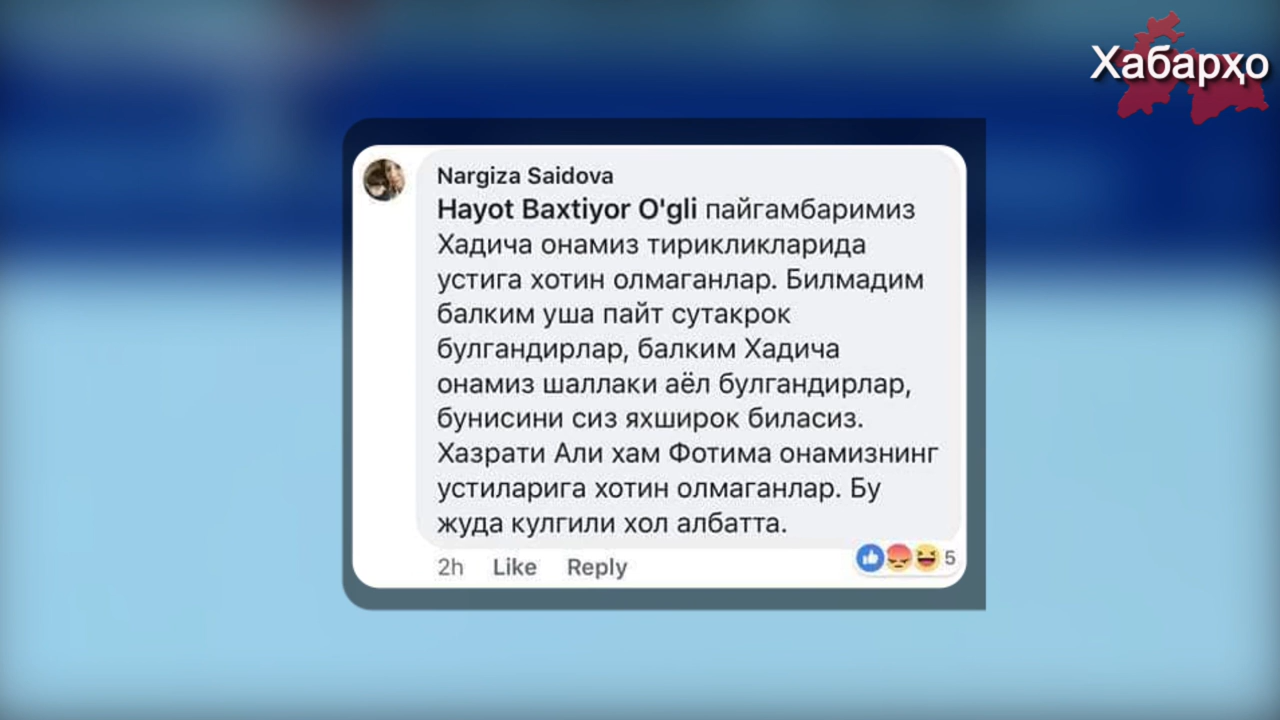 Хабарҳо
Nargiza Saidova
Hayot Baxtiyor O'gli пайгамбаримиз
Хадича онамиз тирикликларида
устига хотин олмаганлар. Билмадим
балким уша пайт сутакрок
булгандирлар, балким Хадича
онамиз шаллаки аёл булгандирлар,
бунисини сиз яхширок биласиз.
Хазрати Али хам Фотима онамизнинг
устиларига хотин олмаганлар. Бу
жуда кулгили хол албатта.
2h Like Reply 5